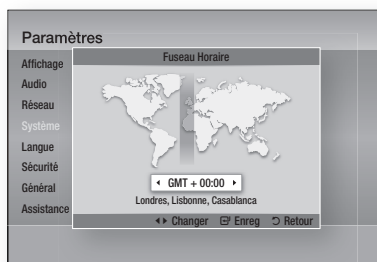 Paramètres
Fuseau Horaire
Affichage
Audio
Réseau
Système
Langue
Sécurité
Général
Assistance
◂ GMT + 00:00 ▸
Londres, Lisbonne, Casablanca
◂▸ Changer Enreg Retour